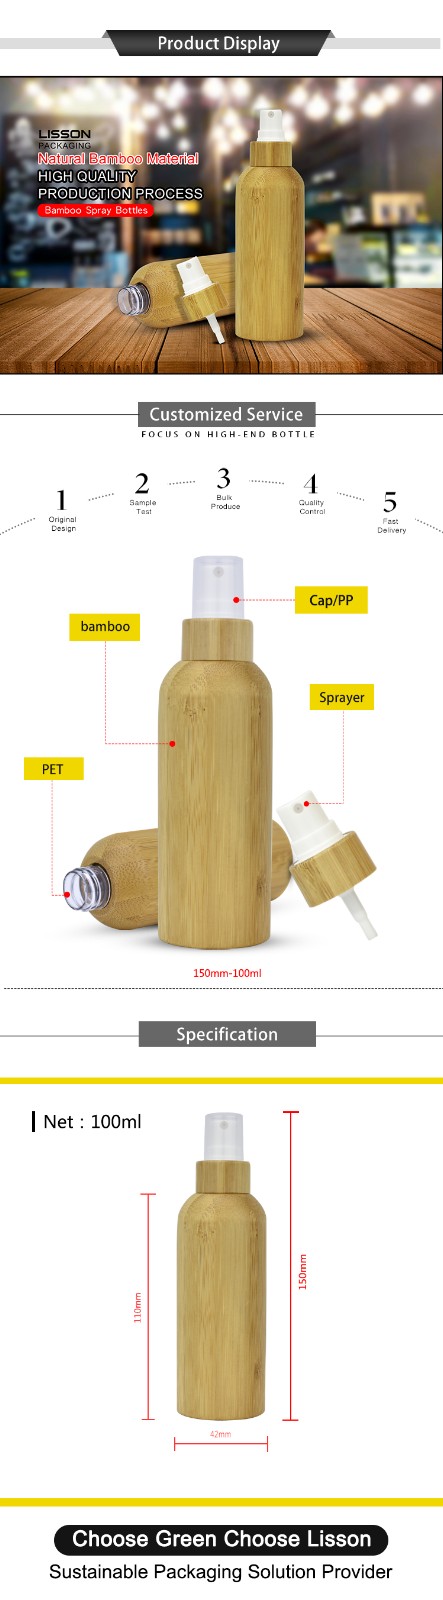 Product Display
LISSON
PACKAGING
Natural Bamboo Material
HIGH QUALITY
PRODUCTION PROCESS
Bamboo Spray Bottles
Customized Service
FOCUS ON HIGH-END BOTTLE
1
Original
Design
2
Sample
Test
3
Bulk
Produce
4
Quality
Control
5
Fast
Delivery
Cap/PP
bamboo
Sprayer
PET
150mm-100ml
Specification
Net : 100ml
110mm
150mm
42mm
Choose Green Choose Lisson
Sustainable Packaging Solution Provider